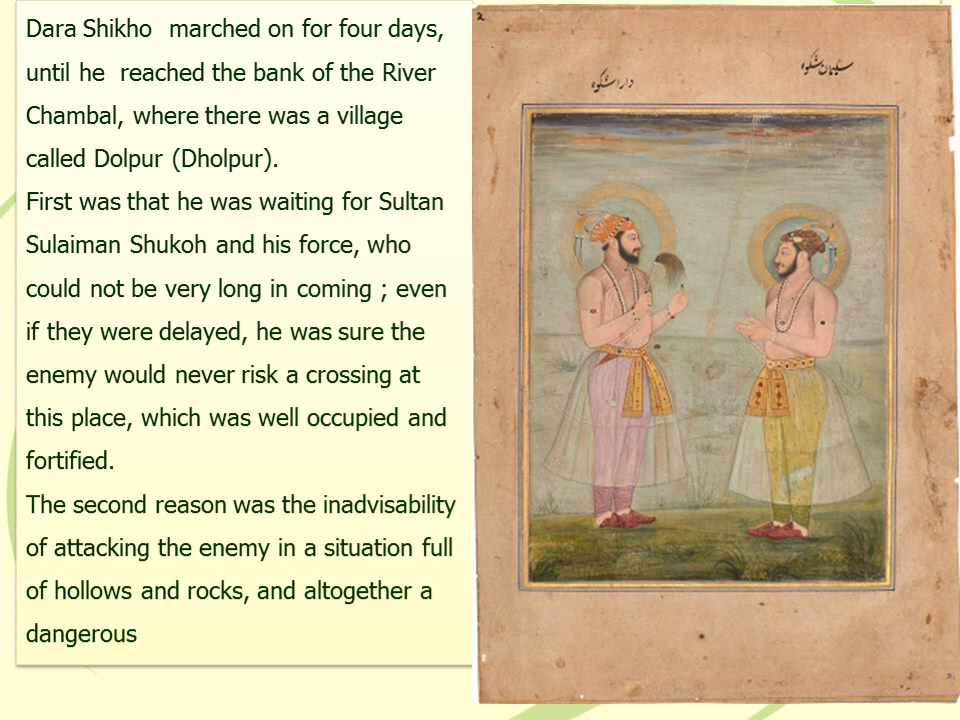 Dara Shikho  marched on for four days,
until he  reached the bank of the River
Chambal, where there was a village
called Dolpur (Dholpur).
First was that he was waiting for Sultan
Sulaiman Shukoh and his force, who
could not be very long in coming ; even
if they were delayed, he was sure the
enemy would never risk a crossing at
this place, which was well occupied and
fortified.
The second reason was the inadvisability
of attacking the enemy in a situation full
of hollows and rocks, and altogether a
dangerous
سلیمان شکوه
دارا شکوه